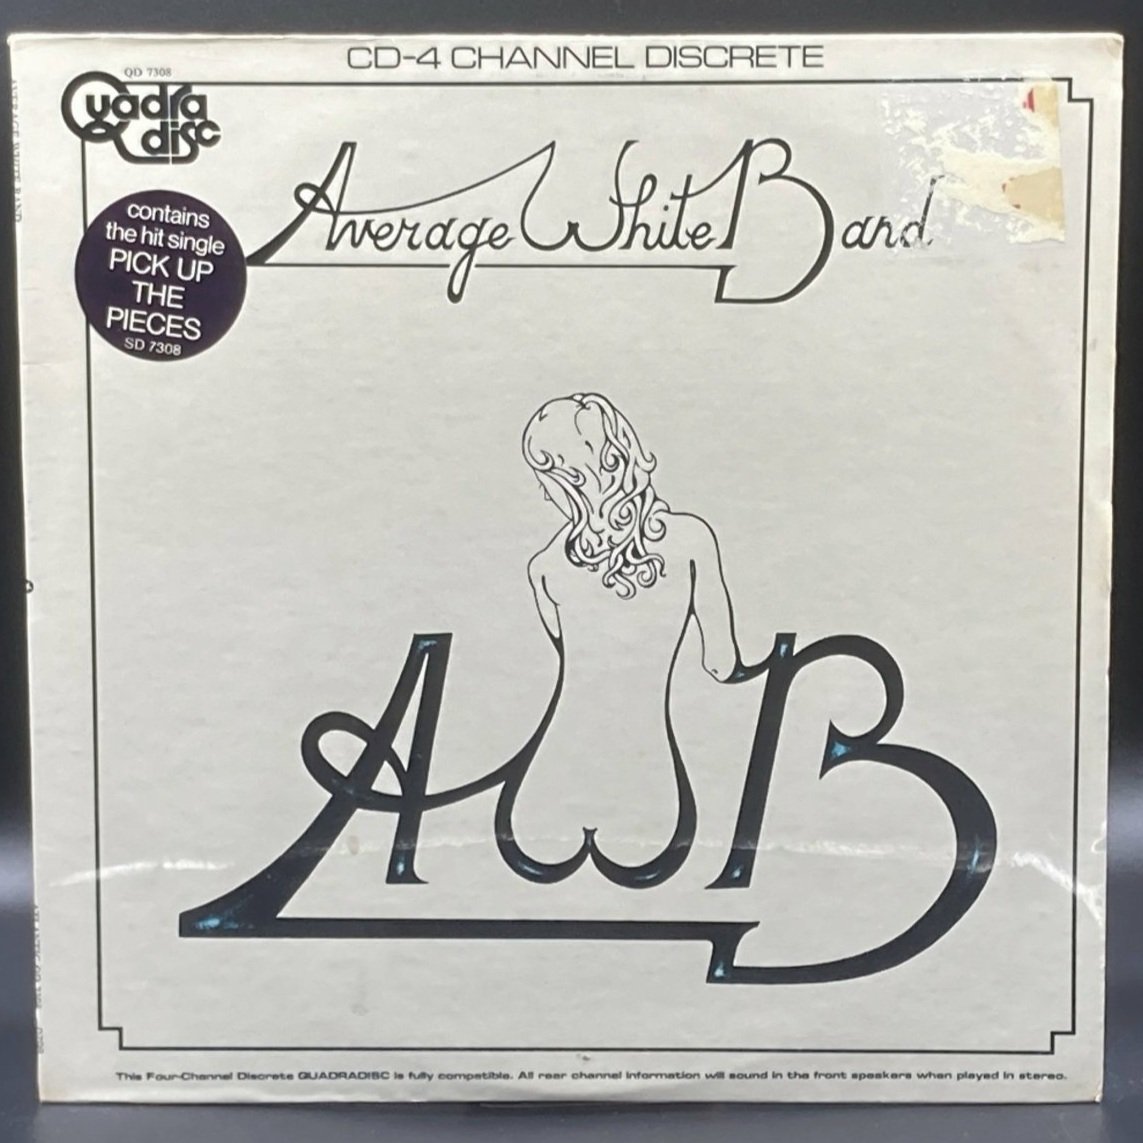 CD-4 CHANNEL DISCRETE
QD 7308
Quadra
disc
Average White Band
contains
the hit single
PICK UP
THE
PIECES
SD 7308
AWB
This Four-Channel Discrete QUADRADISC is fully compatible. All rear channel information will sound in the front speakers when played in stereo.